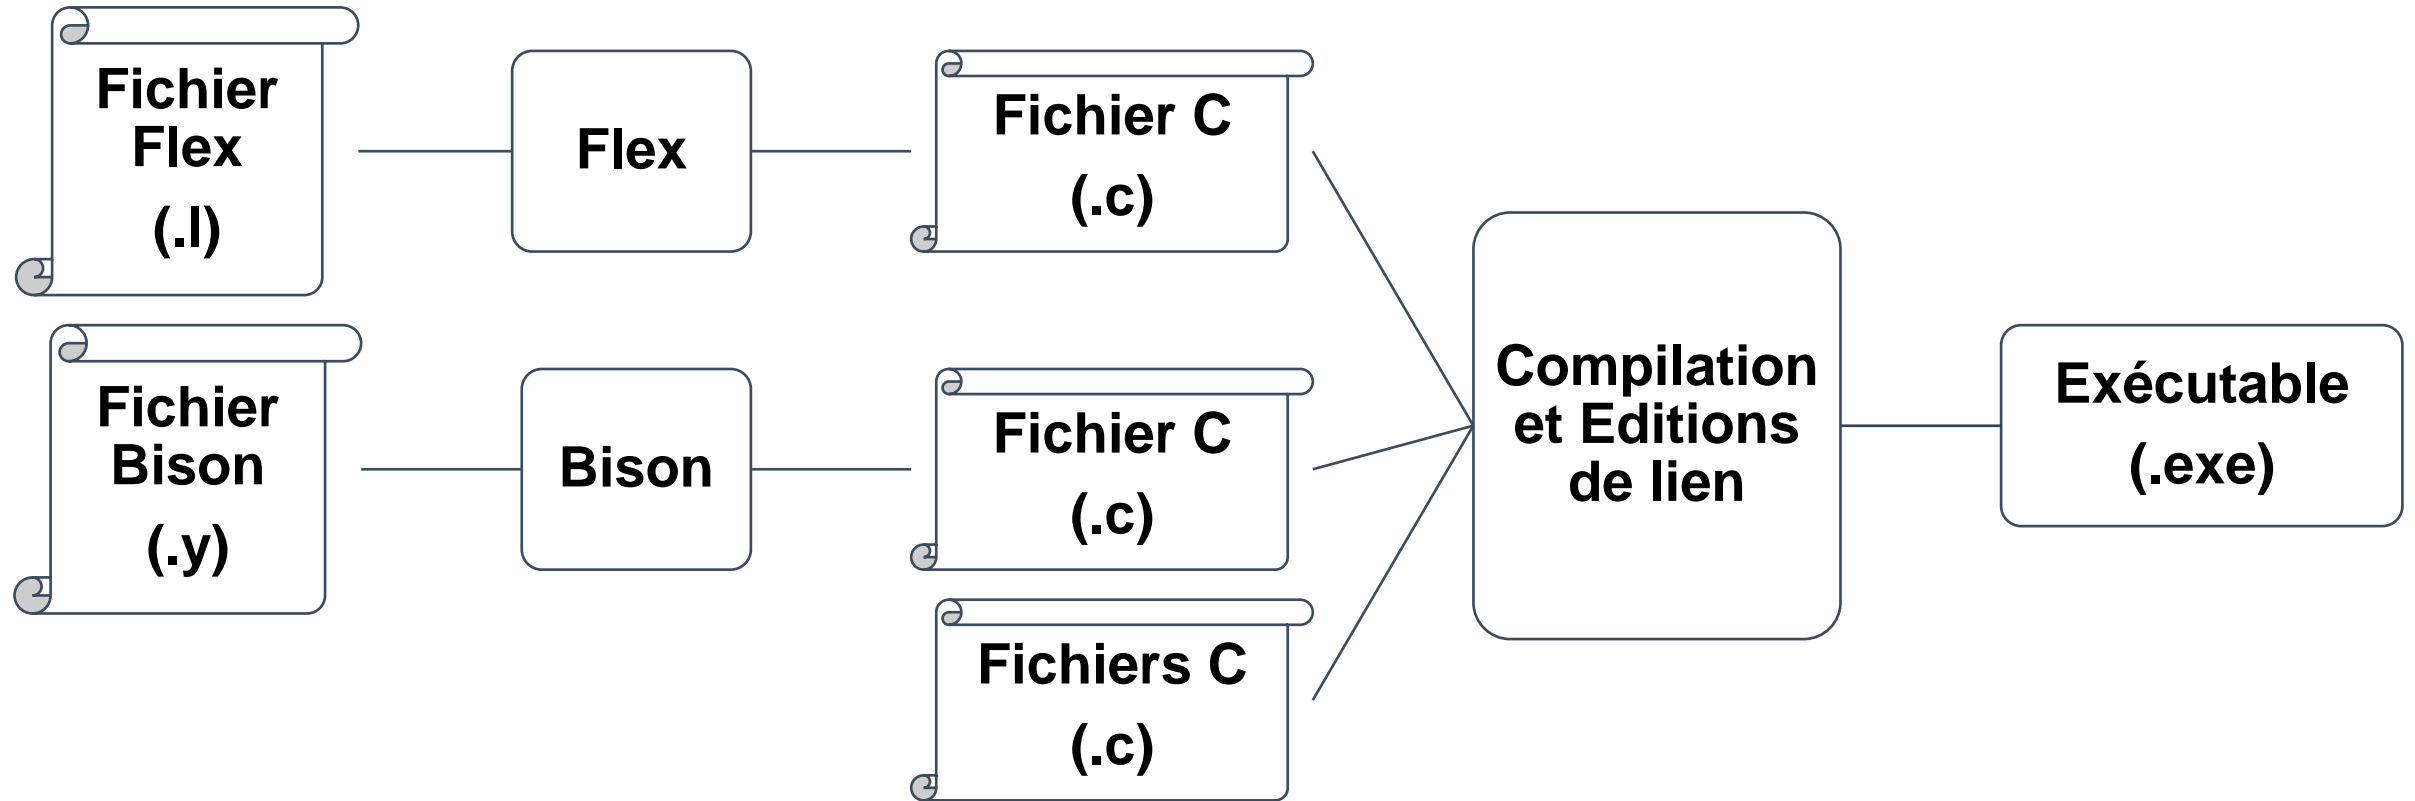 Fichier
Flex
(.l)
Flex
Fichier C
(.c)
Fichier
Bison
(.y)
Bison
Fichier C
(.c)
Fichiers C
(.c)
Compilation
et Editions
de lien
Exécutable
(.exe)